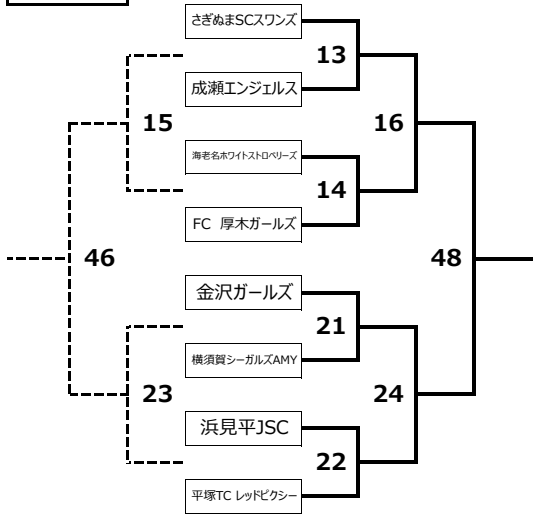 さぎぬまSCスワンズ
13
成瀬エンジェルス
15
16
海老名ホワイトストロベリーズ
14
FC 厚木ガールズ
46
48
金沢ガールズ
21
横須賀シーガルズAMY
23
24
浜見平JSC
22
平塚TC レッドピクシー